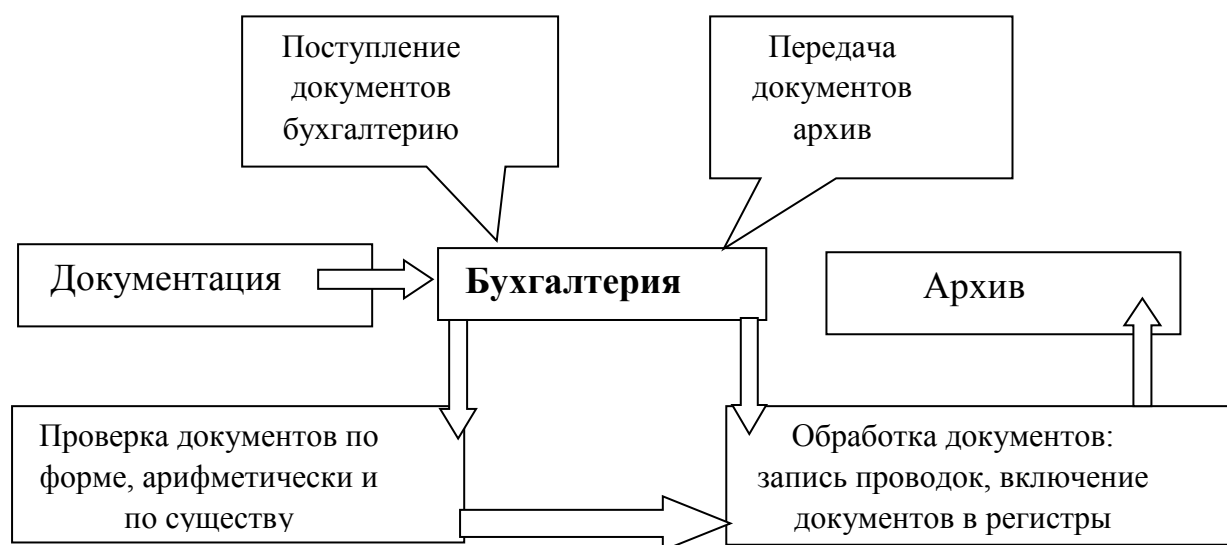 Поступление
документов
бухгалтерию
Передача
документов
архив
Документация
Бухгалтерия
Архив
Проверка документов по
форме, арифметически и
по существу
Обработка документов:
запись проводок, включение
документов в регистры